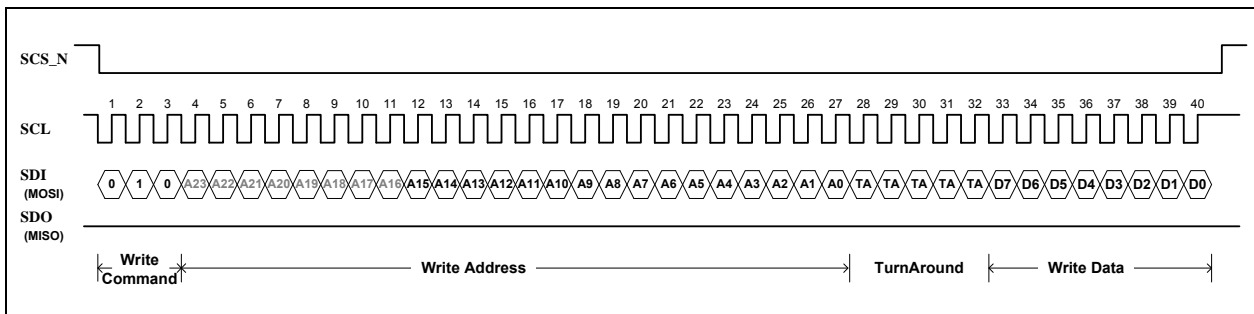 SCS_N
1 2 3 4 5 6 7 8 9 10 11 12 13 14 15 16 17 18 19 20 21 22 23 24 25 26 27 28 29 30 31 32 33 34 35 36 37 38 39 40
SCL
SDI
(MOSI)
0 1 0 A23 A22 A21 A20 A19 A18 A17 A16 A15 A14 A13 A12 A11 A10 A9 A8 A7 A6 A5 A4 A3 A2 A1 A0 TA TA TA TA TA D7 D6 D5 D4 D3 D2 D1 D0
SDO
(MISO)
Write
Command
Write Address
TurnAround
Write Data